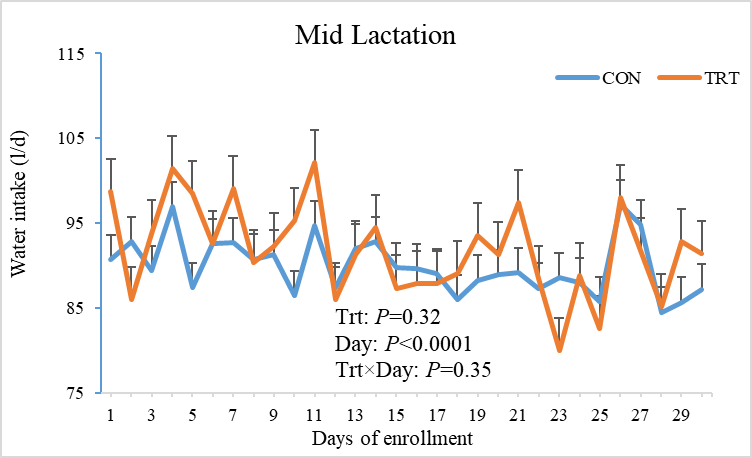 Mid Lactation
115
CON TRT
105
95
85
75
Water intake (l/d)
Trt: P=0.32
Day: P<0.0001
Trt×Day: P=0.35
1 3 5 7 9 11 13 15 17 19 21 23 25 27 29
Days of enrollment